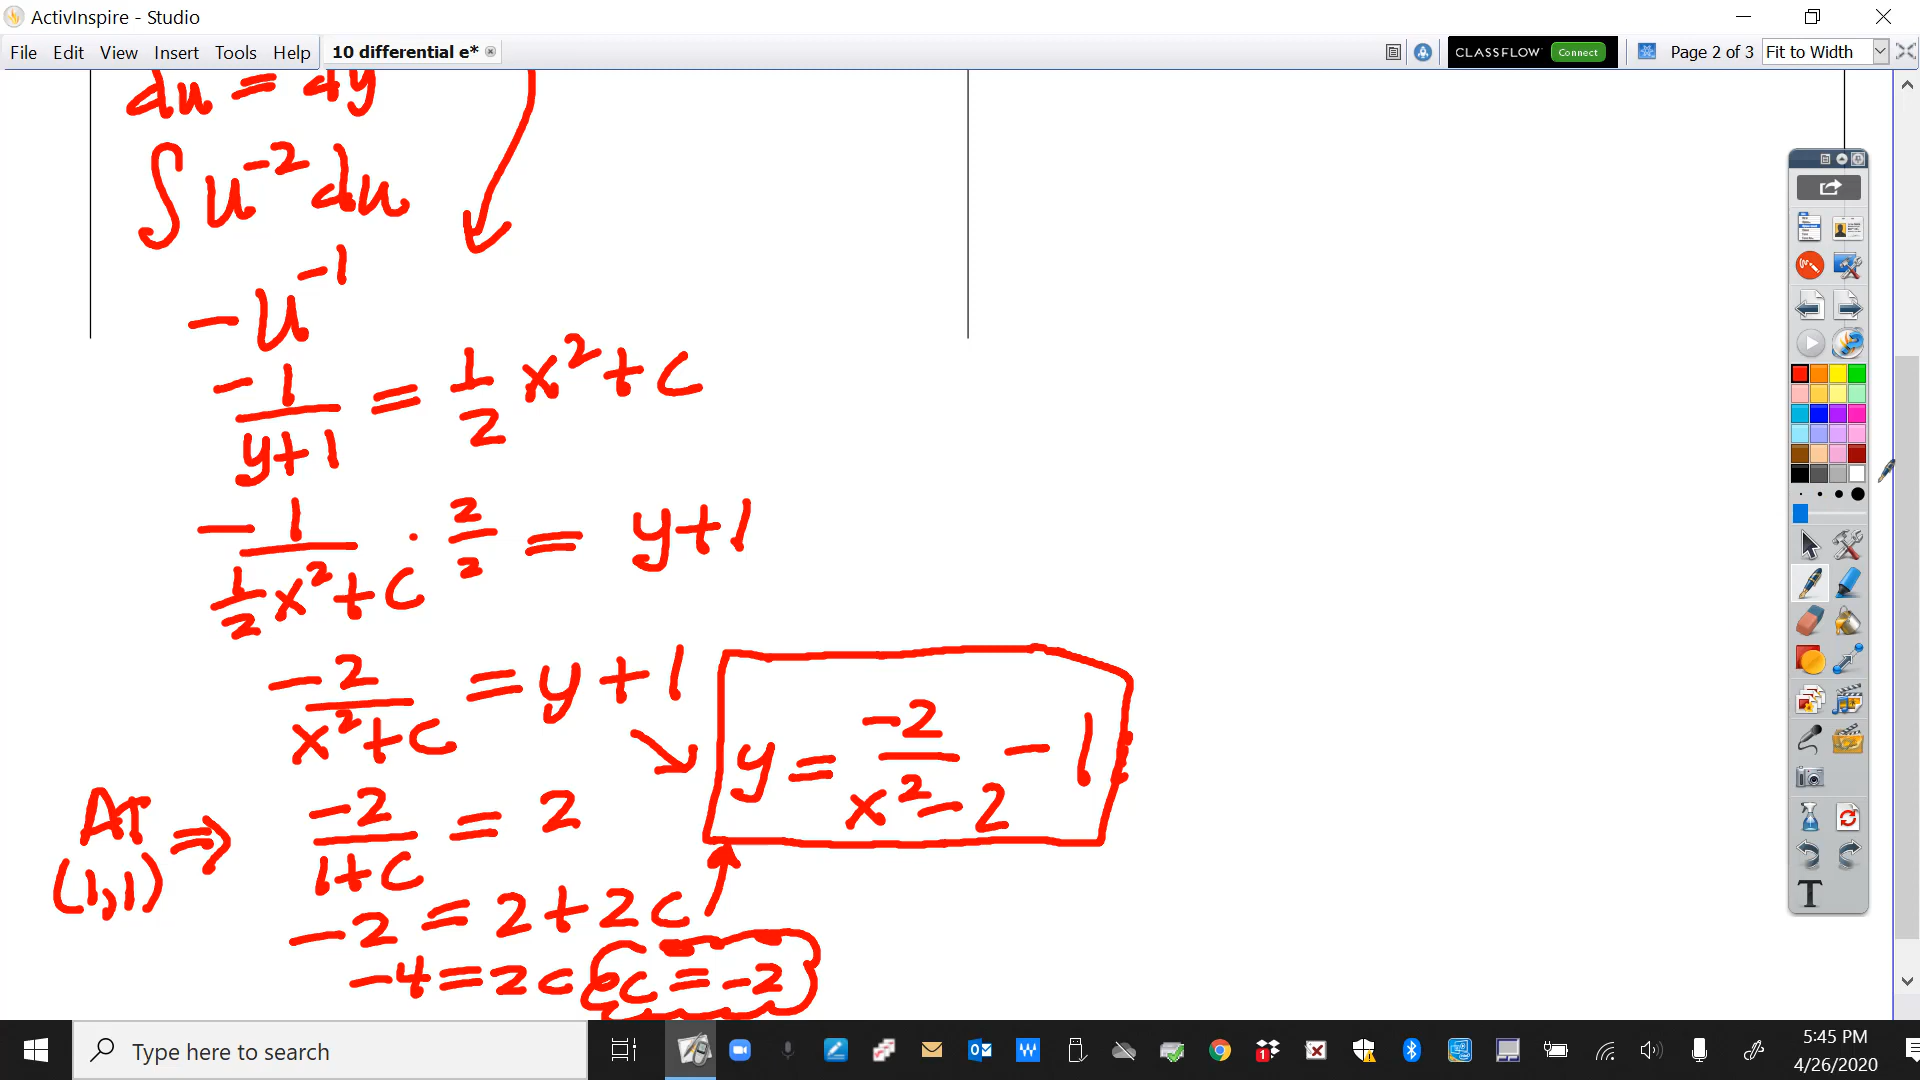 ActivInspire - Studio
File Edit View Insert Tools Help 10 differential e* CLASSFLOW Connect Page 2 of 3 Fit to Width
du = dy
∫ u⁻² du
-u⁻¹
-1/(y+1) = 1/2 x² + c
-1/(1/2 x² + c) · 2/2 = y+1
-2/(x² + c) = y+1
y = -2/(x² - 2) - 1
AT (1,1) ⇒ -2/(1+c) = 2
-2 = 2 + 2c
-4 = 2c c = -2
T
Type here to search
5:45 PM
4/26/2020